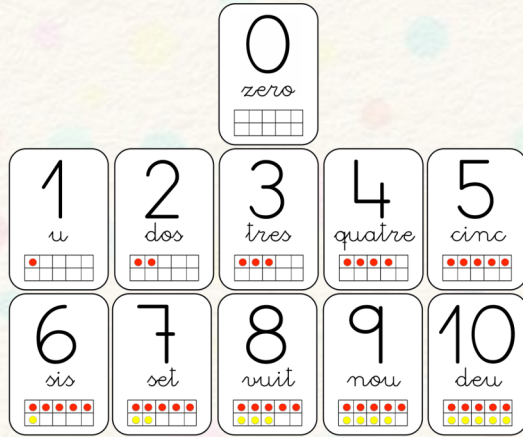 0
zero
1 2 3 4 5
u dos tres quatre cinc
6 7 8 9 10
sis set vuit nou deu